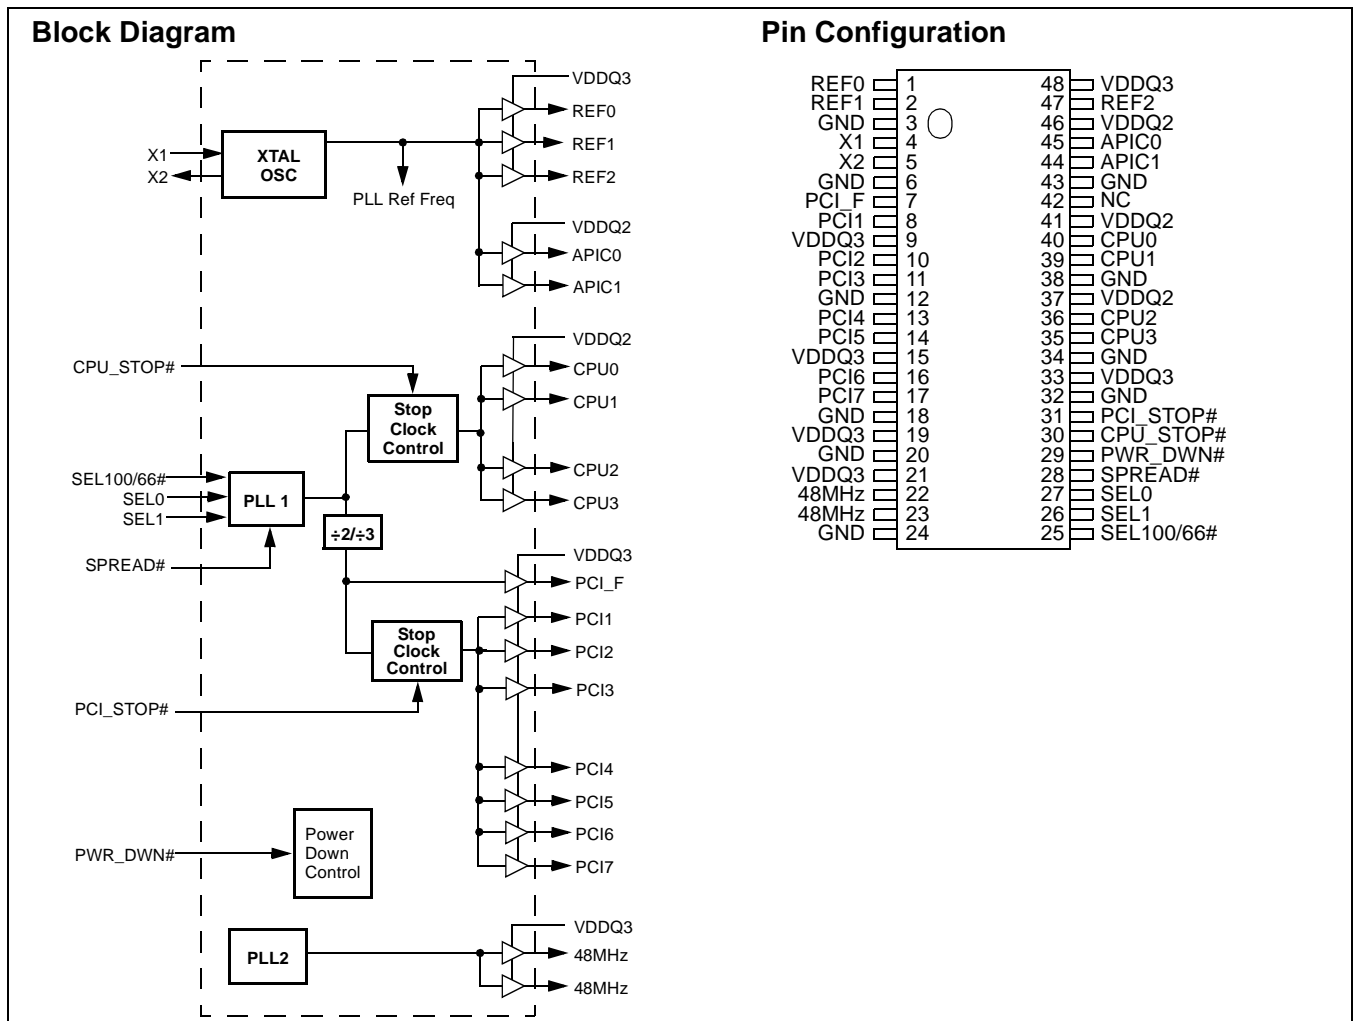 Block Diagram
VDDQ3
REF0
REF1
REF2
X1
X2
XTAL
OSC
PLL Ref Freq
VDDQ2
APIC0
APIC1
VDDQ2
CPU_STOP#
CPU0
CPU1
Stop
Clock
Control
CPU2
CPU3
SEL100/66#
SEL0
SEL1
PLL 1
÷2/÷3
SPREAD#
VDDQ3
PCI_F
PCI1
Stop
Clock
Control
PCI2
PCI3
PCI_STOP#
PCI4
PCI5
PCI6
PCI7
PWR_DWN#
Power
Down
Control
VDDQ3
PLL2
48MHz
48MHz
Pin Configuration
REF0 1 48 VDDQ3
REF1 2 47 REF2
GND 3 46 VDDQ2
X1 4 45 APIC0
X2 5 44 APIC1
GND 6 43 GND
PCI_F 7 42 NC
PCI1 8 41 VDDQ2
VDDQ3 9 40 CPU0
PCI2 10 39 CPU1
PCI3 11 38 GND
GND 12 37 VDDQ2
PCI4 13 36 CPU2
PCI5 14 35 CPU3
VDDQ3 15 34 GND
PCI6 16 33 VDDQ3
PCI7 17 32 GND
GND 18 31 PCI_STOP#
VDDQ3 19 30 CPU_STOP#
GND 20 29 PWR_DWN#
VDDQ3 21 28 SPREAD#
48MHz 22 27 SEL0
48MHz 23 26 SEL1
GND 24 25 SEL100/66#